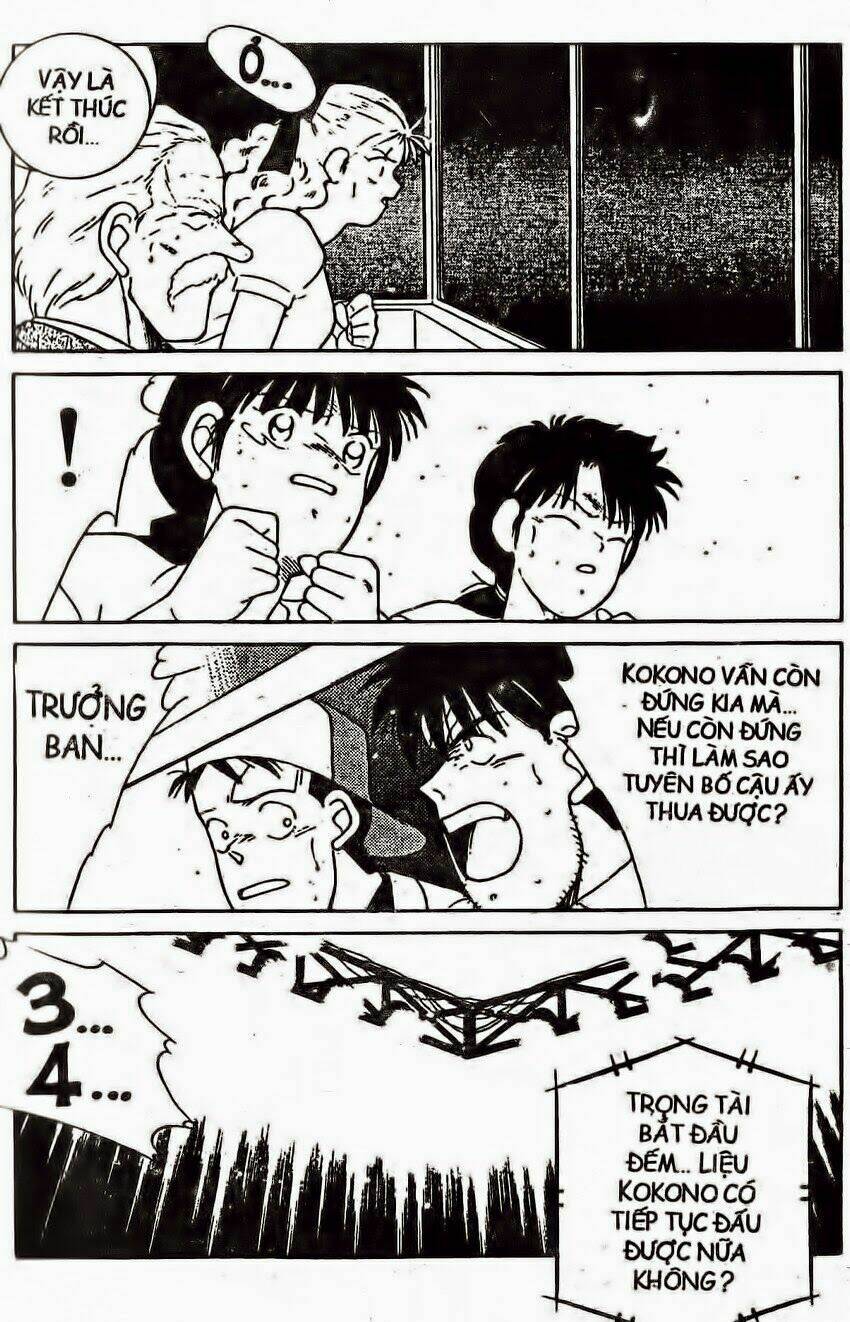 VẬY LÀ
KẾT THÚC
RỒI...
Ồ...
!
TRƯỞNG
BAN...
KOKONO VẪN CÒN
ĐỨNG KIA MÀ...
NẾU CÒN ĐỨNG
THÌ LÀM SAO
TUYÊN BỐ CẬU ẤY
THUA ĐƯỢC?
3...
4...
TRỌNG TÀI
BẮT ĐẦU
ĐẾM... LIỆU
KOKONO CÓ
TIẾP TỤC ĐẤU
ĐƯỢC NỮA
KHÔNG?